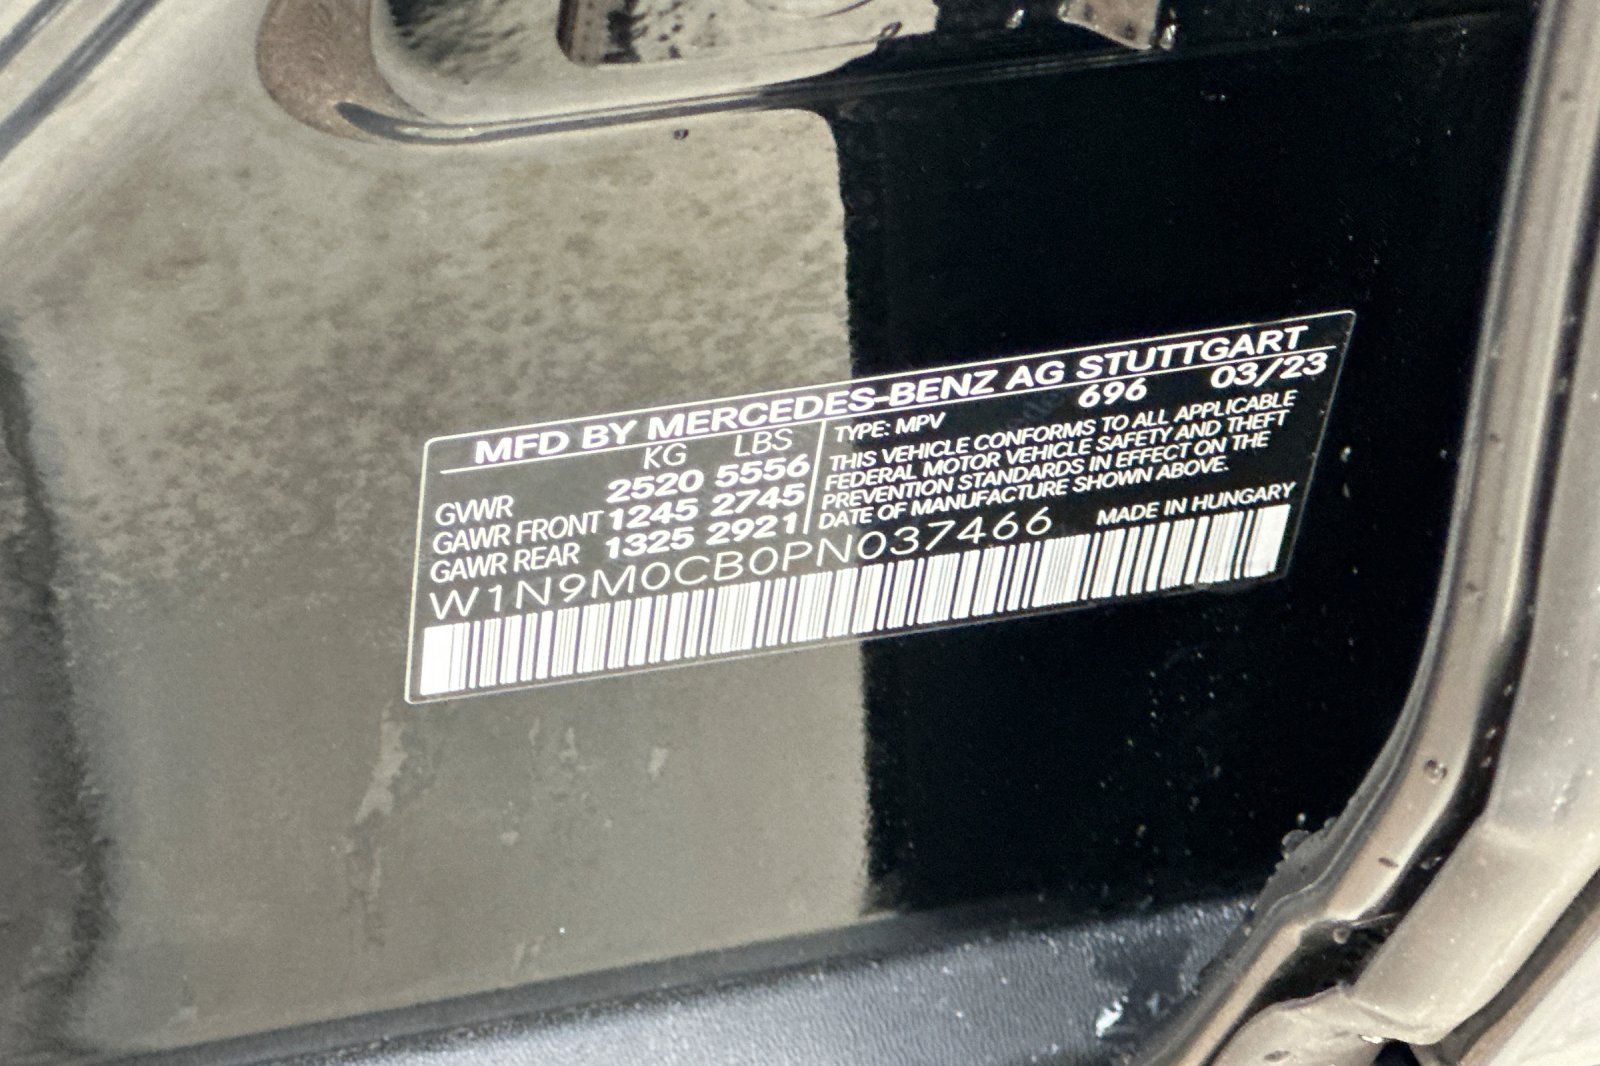 MFD BY MERCEDES-BENZ AG STUTTGART
KG LBS
GVWR 2520 5556
GAWR FRONT 1245 2745
GAWR REAR 1325 2921
696 03/23
TYPE: MPV
THIS VEHICLE CONFORMS TO ALL APPLICABLE
FEDERAL MOTOR VEHICLE SAFETY AND THEFT
PREVENTION STANDARDS IN EFFECT ON THE
DATE OF MANUFACTURE SHOWN ABOVE.
W1N9M0CB0PN037466 MADE IN HUNGARY